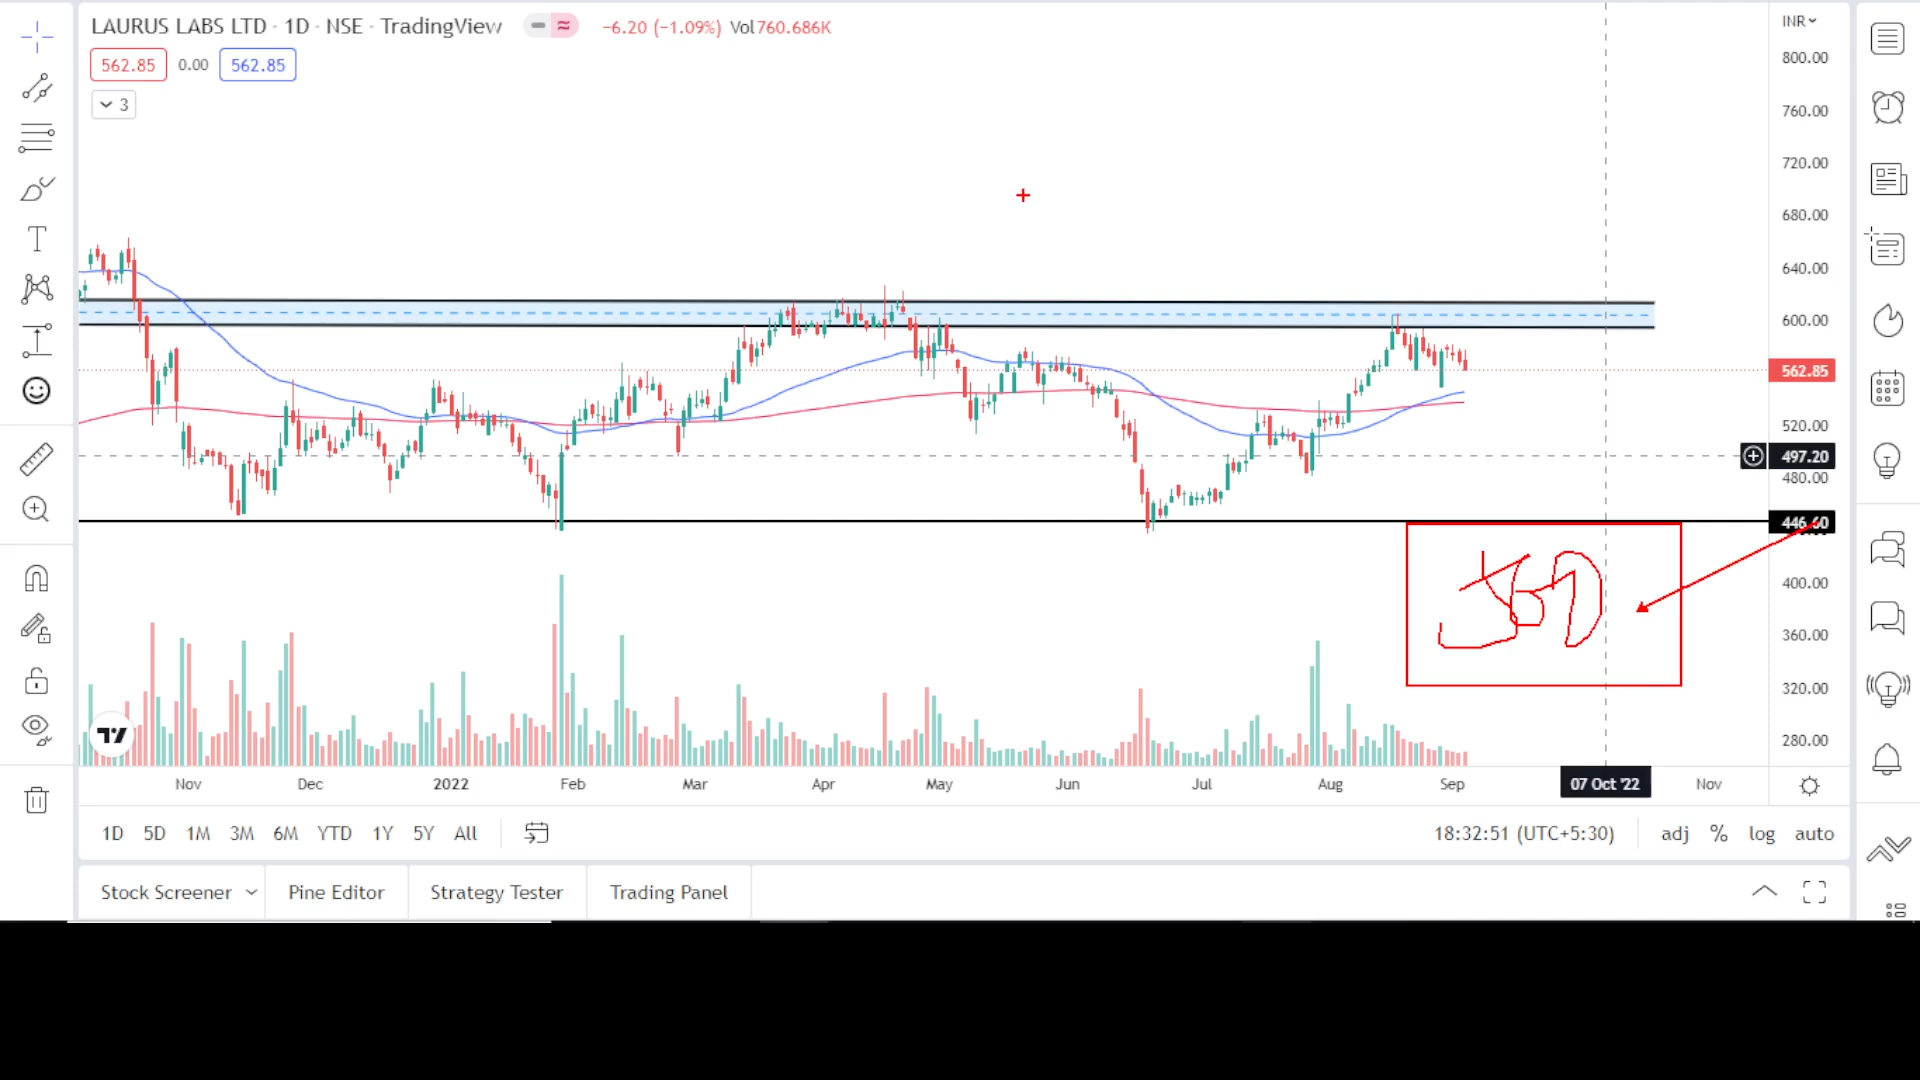 LAURUS LABS LTD · 1D · NSE · TradingView −6.20 (−1.09%) Vol760.686K
562.85 0.00 562.85
3
INR
800.00
760.00
720.00
680.00
640.00
600.00
562.85
520.00
497.20
480.00
446.60
400.00
360.00
320.00
280.00
Nov Dec 2022 Feb Mar Apr May Jun Jul Aug Sep 07 Oct '22 Nov
1D 5D 1M 3M 6M YTD 1Y 5Y All 18:32:51 (UTC+5:30) adj % log auto
Stock Screener Pine Editor Strategy Tester Trading Panel